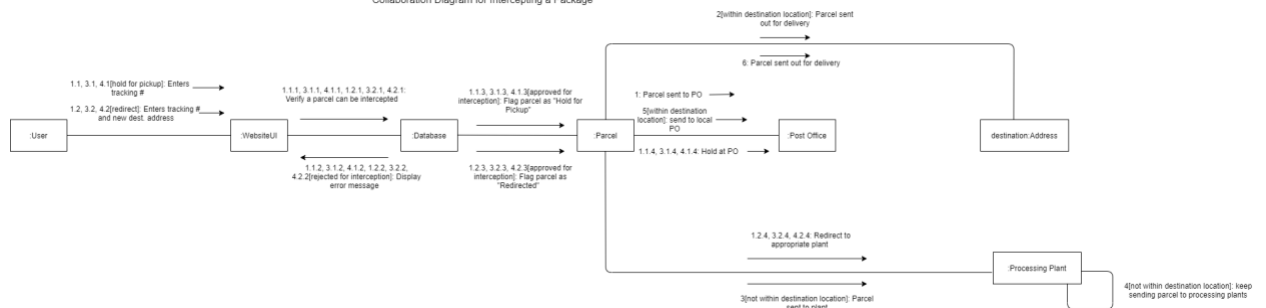 Collaboration Diagram for Intercepting a Package
2[within destination location]: Parcel sent
out for delivery
6: Parcel sent out for delivery
1.1, 3.1, 4.1[hold for pickup]: Enters
tracking #
1.2, 3.2, 4.2[redirect]: Enters tracking #
and new dest. address
1.1.1, 3.1.1, 4.1.1, 1.2.1, 3.2.1, 4.2.1:
Verify a parcel can be intercepted
1.1.3, 3.1.3, 4.1.3[approved for
interception]: Flag parcel as "Hold for
Pickup"
1: Parcel sent to PO
5[within destination
location]: send to local
PO
:User
:WebsiteUI
:Database
:Parcel
:Post Office
destination:Address
1.1.4, 3.1.4, 4.1.4: Hold at PO
1.1.2, 3.1.2, 4.1.2, 1.2.2, 3.2.2,
4.2.2[rejected for interception]: Display
error message
1.2.3, 3.2.3, 4.2.3[approved for
interception]: Flag parcel as
"Redirected"
1.2.4, 3.2.4, 4.2.4: Redirect to
appropriate plant
:Processing Plant
3[not within destination location]: Parcel
sent to plant
4[not within destination location]: keep
sending parcel to processing plants